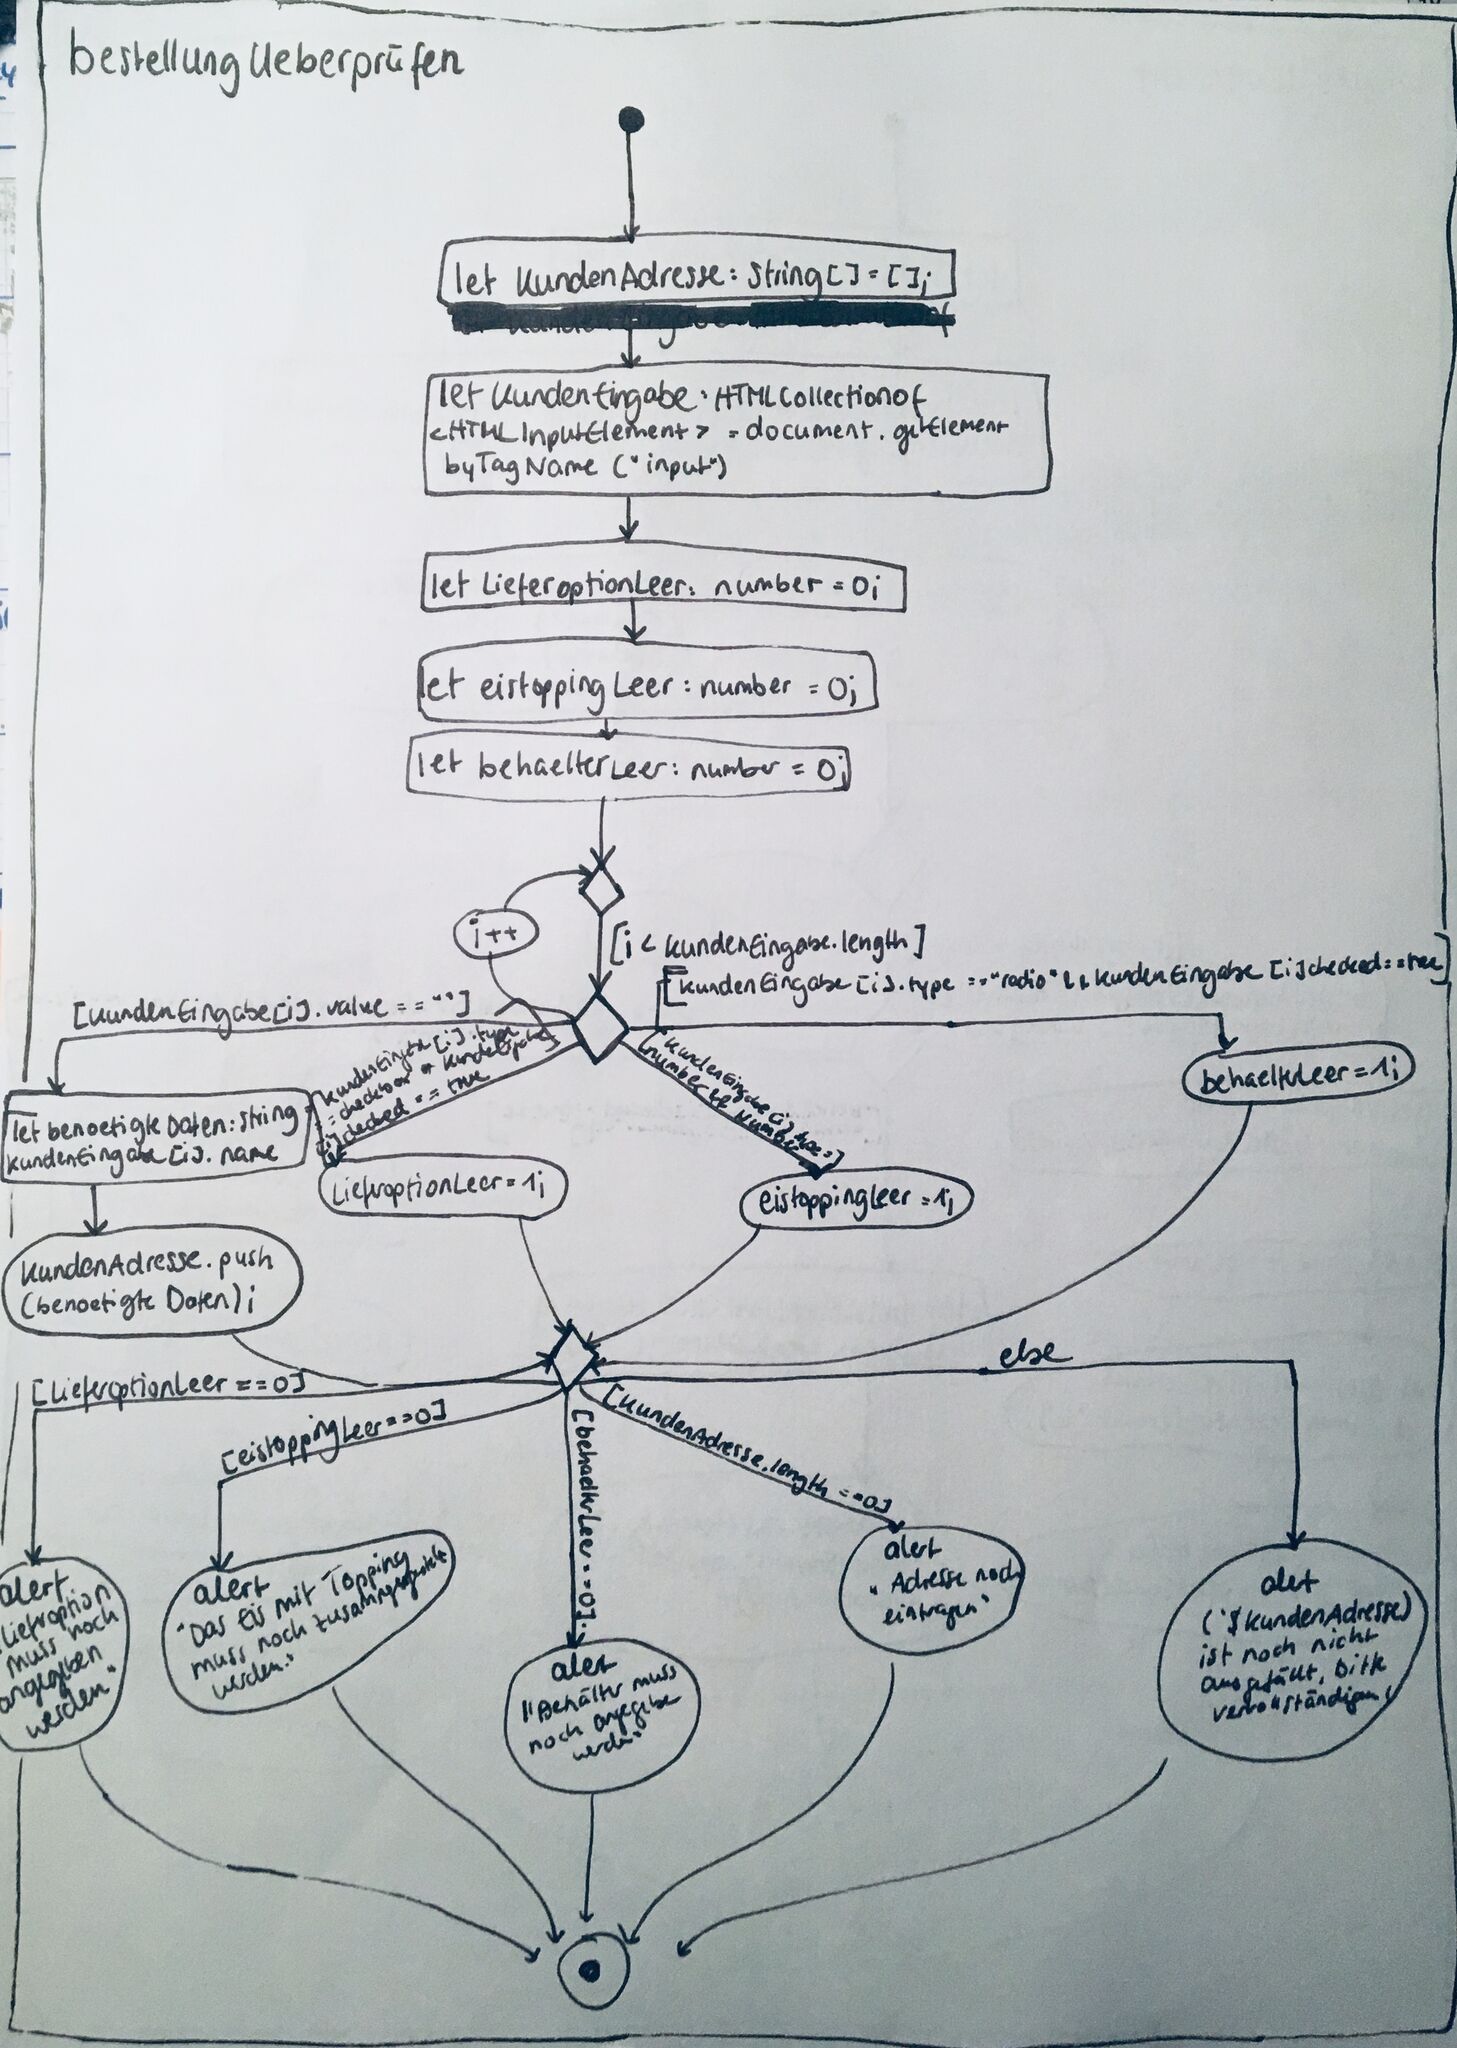 bestellungUeberprüfen
let KundenAdresse: String[] = [];
let KundenEingabe: HTMLCollectionOf
<HTMLInputElement> = document.getElement
byTagName ("input")
let LieferoptionLeer: number = 0;
let eistoppingLeer: number = 0;
let behaelterLeer: number = 0;
i++
[i < KundenEingabe.length]
[KundenEingabe[i].type == "radio" && KundenEingabe [i]checked==true]
[KundenEingabe[i].value == ""]
KundenEingabe[i].type
checked == true
[KundenEingabe[i].type=
number && Number
behaelterLeer=1;
let benoetigte Daten: String =
KundenEingabe[i].name
LieferoptionLeer=1;
eistoppingLeer=1;
KundenAdresse.push
(benoetigte Daten);
else
[LieferoptionLeer==0]
[eistoppingLeer==0]
[behaelterLeer==0]
[KundenAdresse.length ==0]
alert
Lieferoption
muss noch
angegeben
werden"
alert
"Das Eis mit Topping
muss noch zusammengestellt
werden."
alert
"Behälter muss
noch angegeben
werden"
alert
"Adresse noch
eintragen"
alert
(`$KundenAdresse)
ist noch nicht
ausgefüllt, bitte
vervollständigen